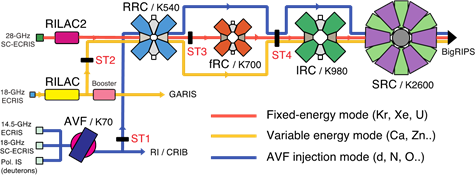 RRC / K540
RILAC2
28-GHz
SC-ECRIS
ST3
ST4
fRC / K700
IRC / K980
SRC / K2600
BigRIPS
ST2
RILAC
18-GHz
ECRIS
Booster
GARIS
AVF / K70
14.5-GHz
ECRIS
18-GHz
SC-ECRIS
Pol. IS
(deuterons)
ST1
RI / CRIB
Fixed-energy mode (Kr, Xe, U)
Variable energy mode (Ca, Zn..)
AVF injection mode (d, N, O..)